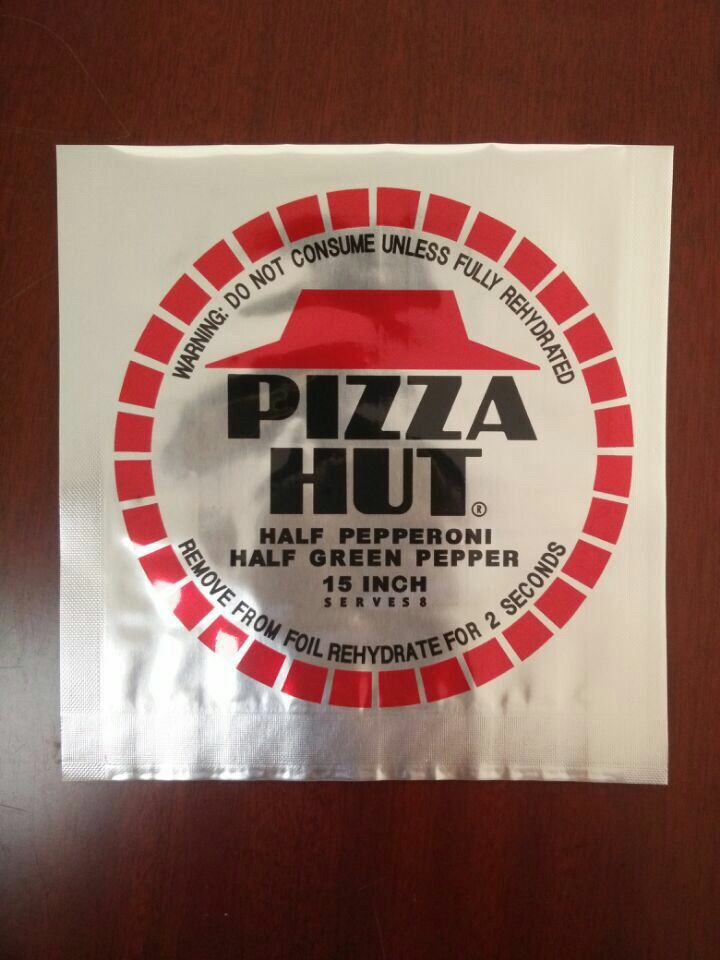 WARNING: DO NOT CONSUME UNLESS FULLY REHYDRATED
PIZZA
HUT®
HALF PEPPERONI
HALF GREEN PEPPER
15 INCH
SERVES 8
REMOVE FROM FOIL REHYDRATE FOR 2 SECONDS